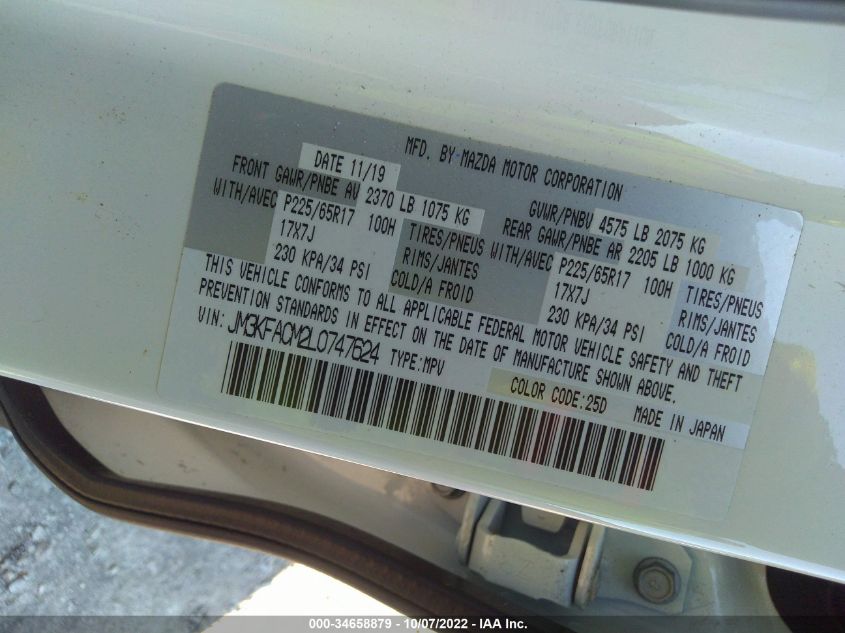 MFD. BY MAZDA MOTOR CORPORATION
DATE 11/19
GVWR/PNBV 4575 LB 2075 KG
FRONT GAWR/PNBE AV 2370 LB 1075 KG
REAR GAWR/PNBE AR 2205 LB 1000 KG
WITH/AVEC P225/65R17 100H TIRES/PNEUS
17X7J RIMS/JANTES
230 KPA/34 PSI COLD/A FROID
WITH/AVEC P225/65R17 100H TIRES/PNEUS
17X7J RIMS/JANTES
230 KPA/34 PSI COLD/A FROID
THIS VEHICLE CONFORMS TO ALL APPLICABLE FEDERAL MOTOR VEHICLE SAFETY AND THEFT
PREVENTION STANDARDS IN EFFECT ON THE DATE OF MANUFACTURE SHOWN ABOVE.
VIN: JM3KFACM2L0747624 TYPE:MPV
COLOR CODE:25D MADE IN JAPAN
000-34658879 - 10/07/2022 - IAA Inc.